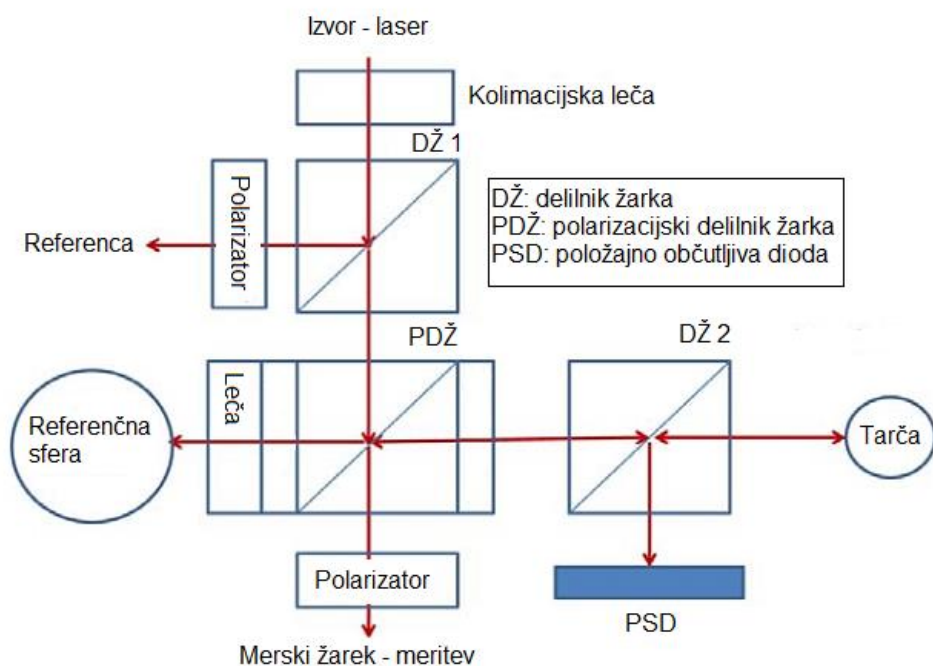 Izvor - laser
Kolimacijska leča
DŽ 1
Polarizator
Referenca
DŽ: delilnik žarka
PDŽ: polarizacijski delilnik žarka
PSD: položajno občutljiva dioda
PDŽ
DŽ 2
Leča
Referenčna
sfera
Tarča
Polarizator
PSD
Merski žarek - meritev